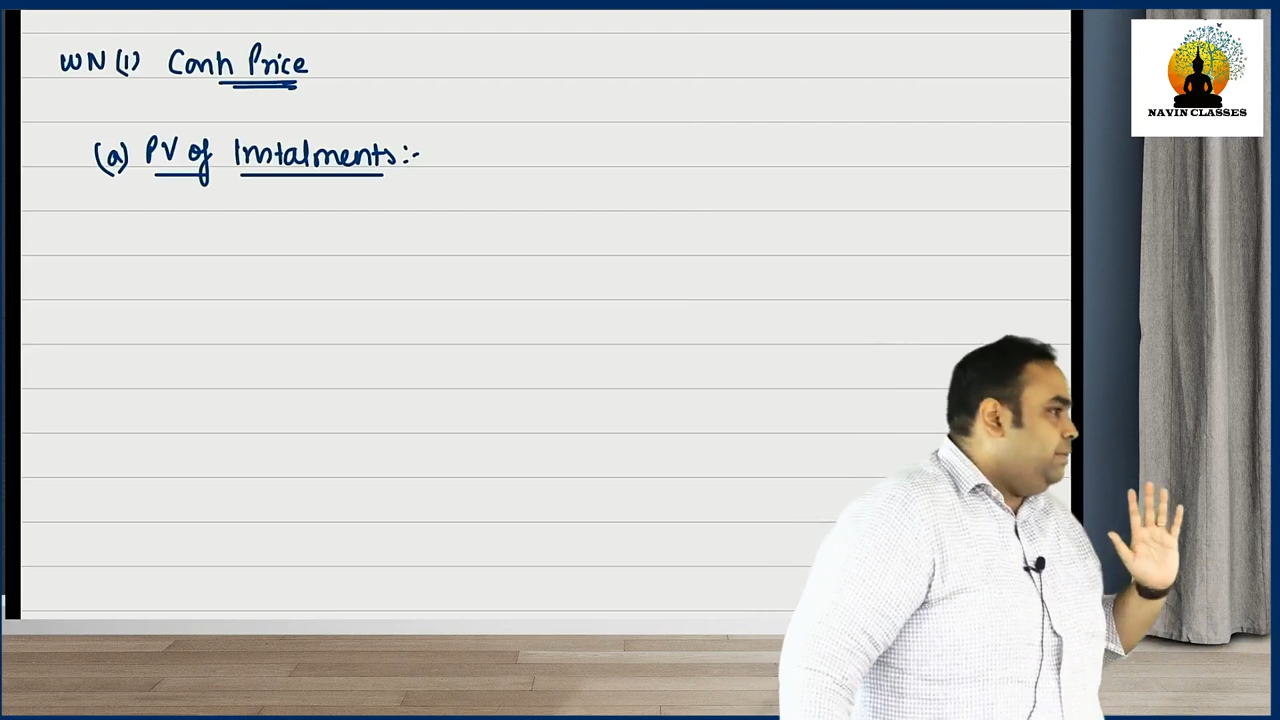 WN (1) Cash Price
(a) PV of Instalments:-
NAVIN CLASSES